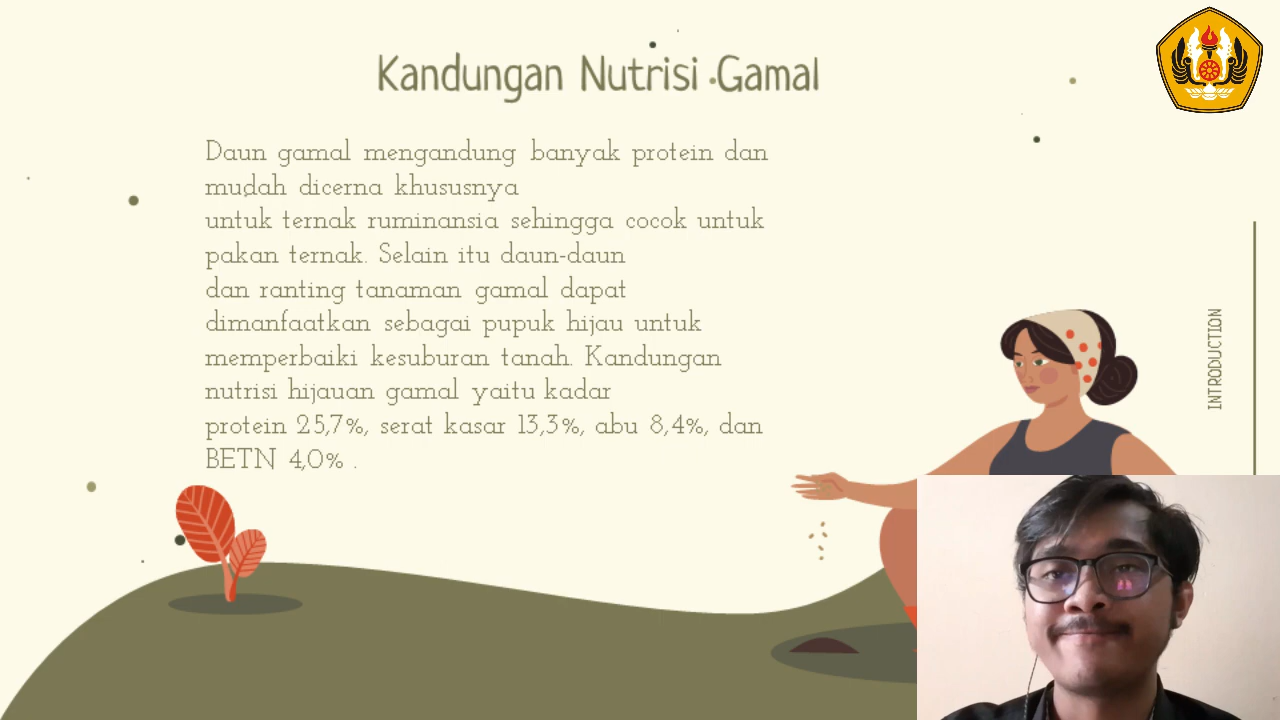 Kandungan Nutrisi Gamal
Daun gamal mengandung banyak protein dan
mudah dicerna khususnya
untuk ternak ruminansia sehingga cocok untuk
pakan ternak. Selain itu daun-daun
dan ranting tanaman gamal dapat
dimanfaatkan sebagai pupuk hijau untuk
memperbaiki kesuburan tanah. Kandungan
nutrisi hijauan gamal yaitu kadar
protein 25,7%, serat kasar 13,3%, abu 8,4%, dan
BETN 4,0% .
INTRODUCTION